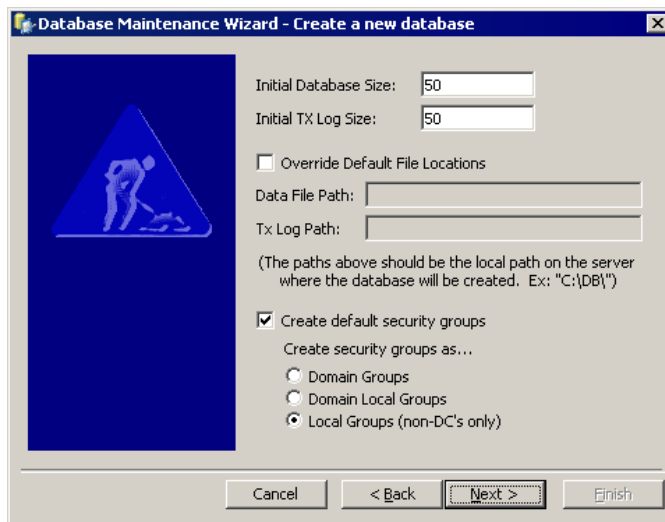 Database Maintenance Wizard - Create a new database
Initial Database Size: 50
Initial TX Log Size: 50
Override Default File Locations
Data File Path:
Tx Log Path:
(The paths above should be the local path on the server
where the database will be created. Ex: "C:\DB\")
Create default security groups
Create security groups as...
Domain Groups
Domain Local Groups
Local Groups (non-DC's only)
Cancel < Back Next > Finish